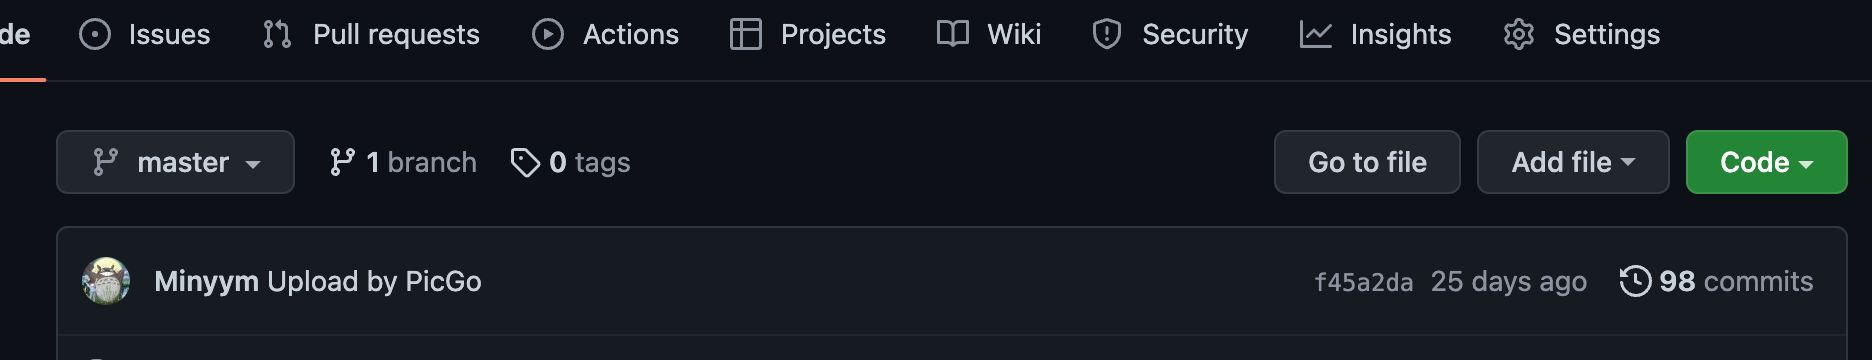 de Issues Pull requests Actions Projects Wiki Security Insights Settings
master 1 branch 0 tags Go to file Add file Code
Minyym Upload by PicGo f45a2da 25 days ago 98 commits